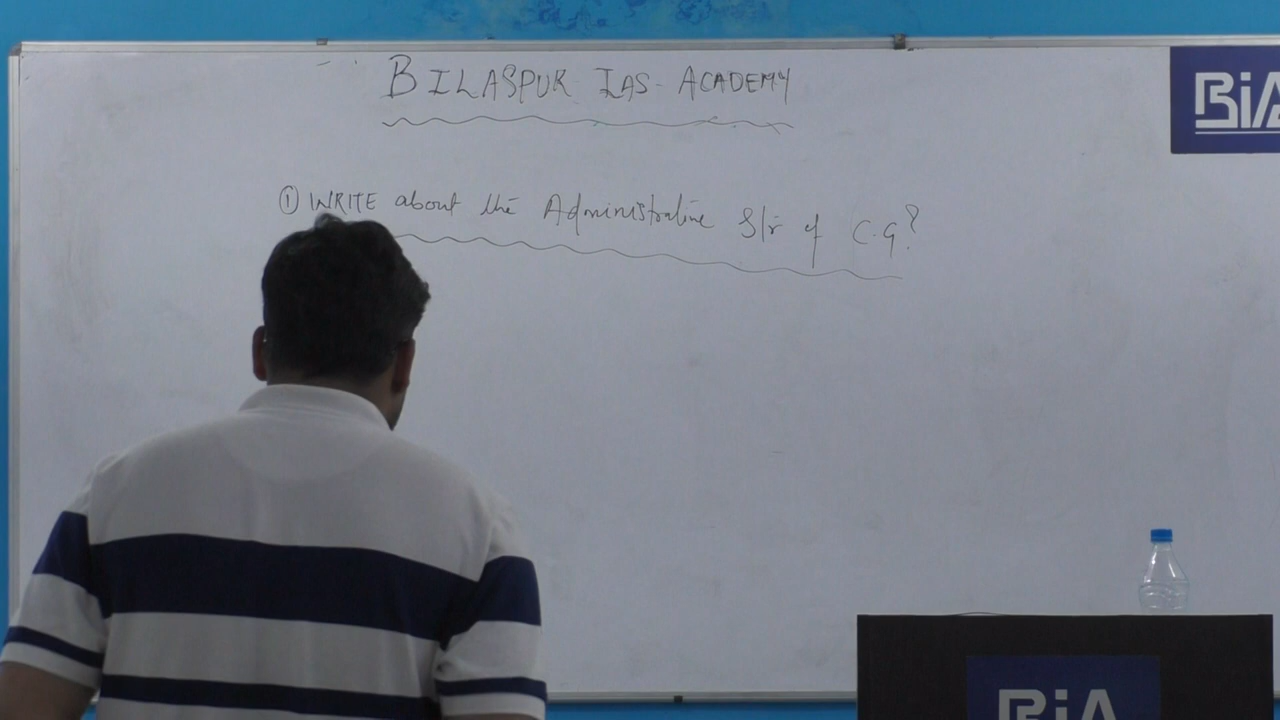 BILASPUR IAS ACADEMY
BiA
① WRITE about the Administrative S/r of C.G?
BiA